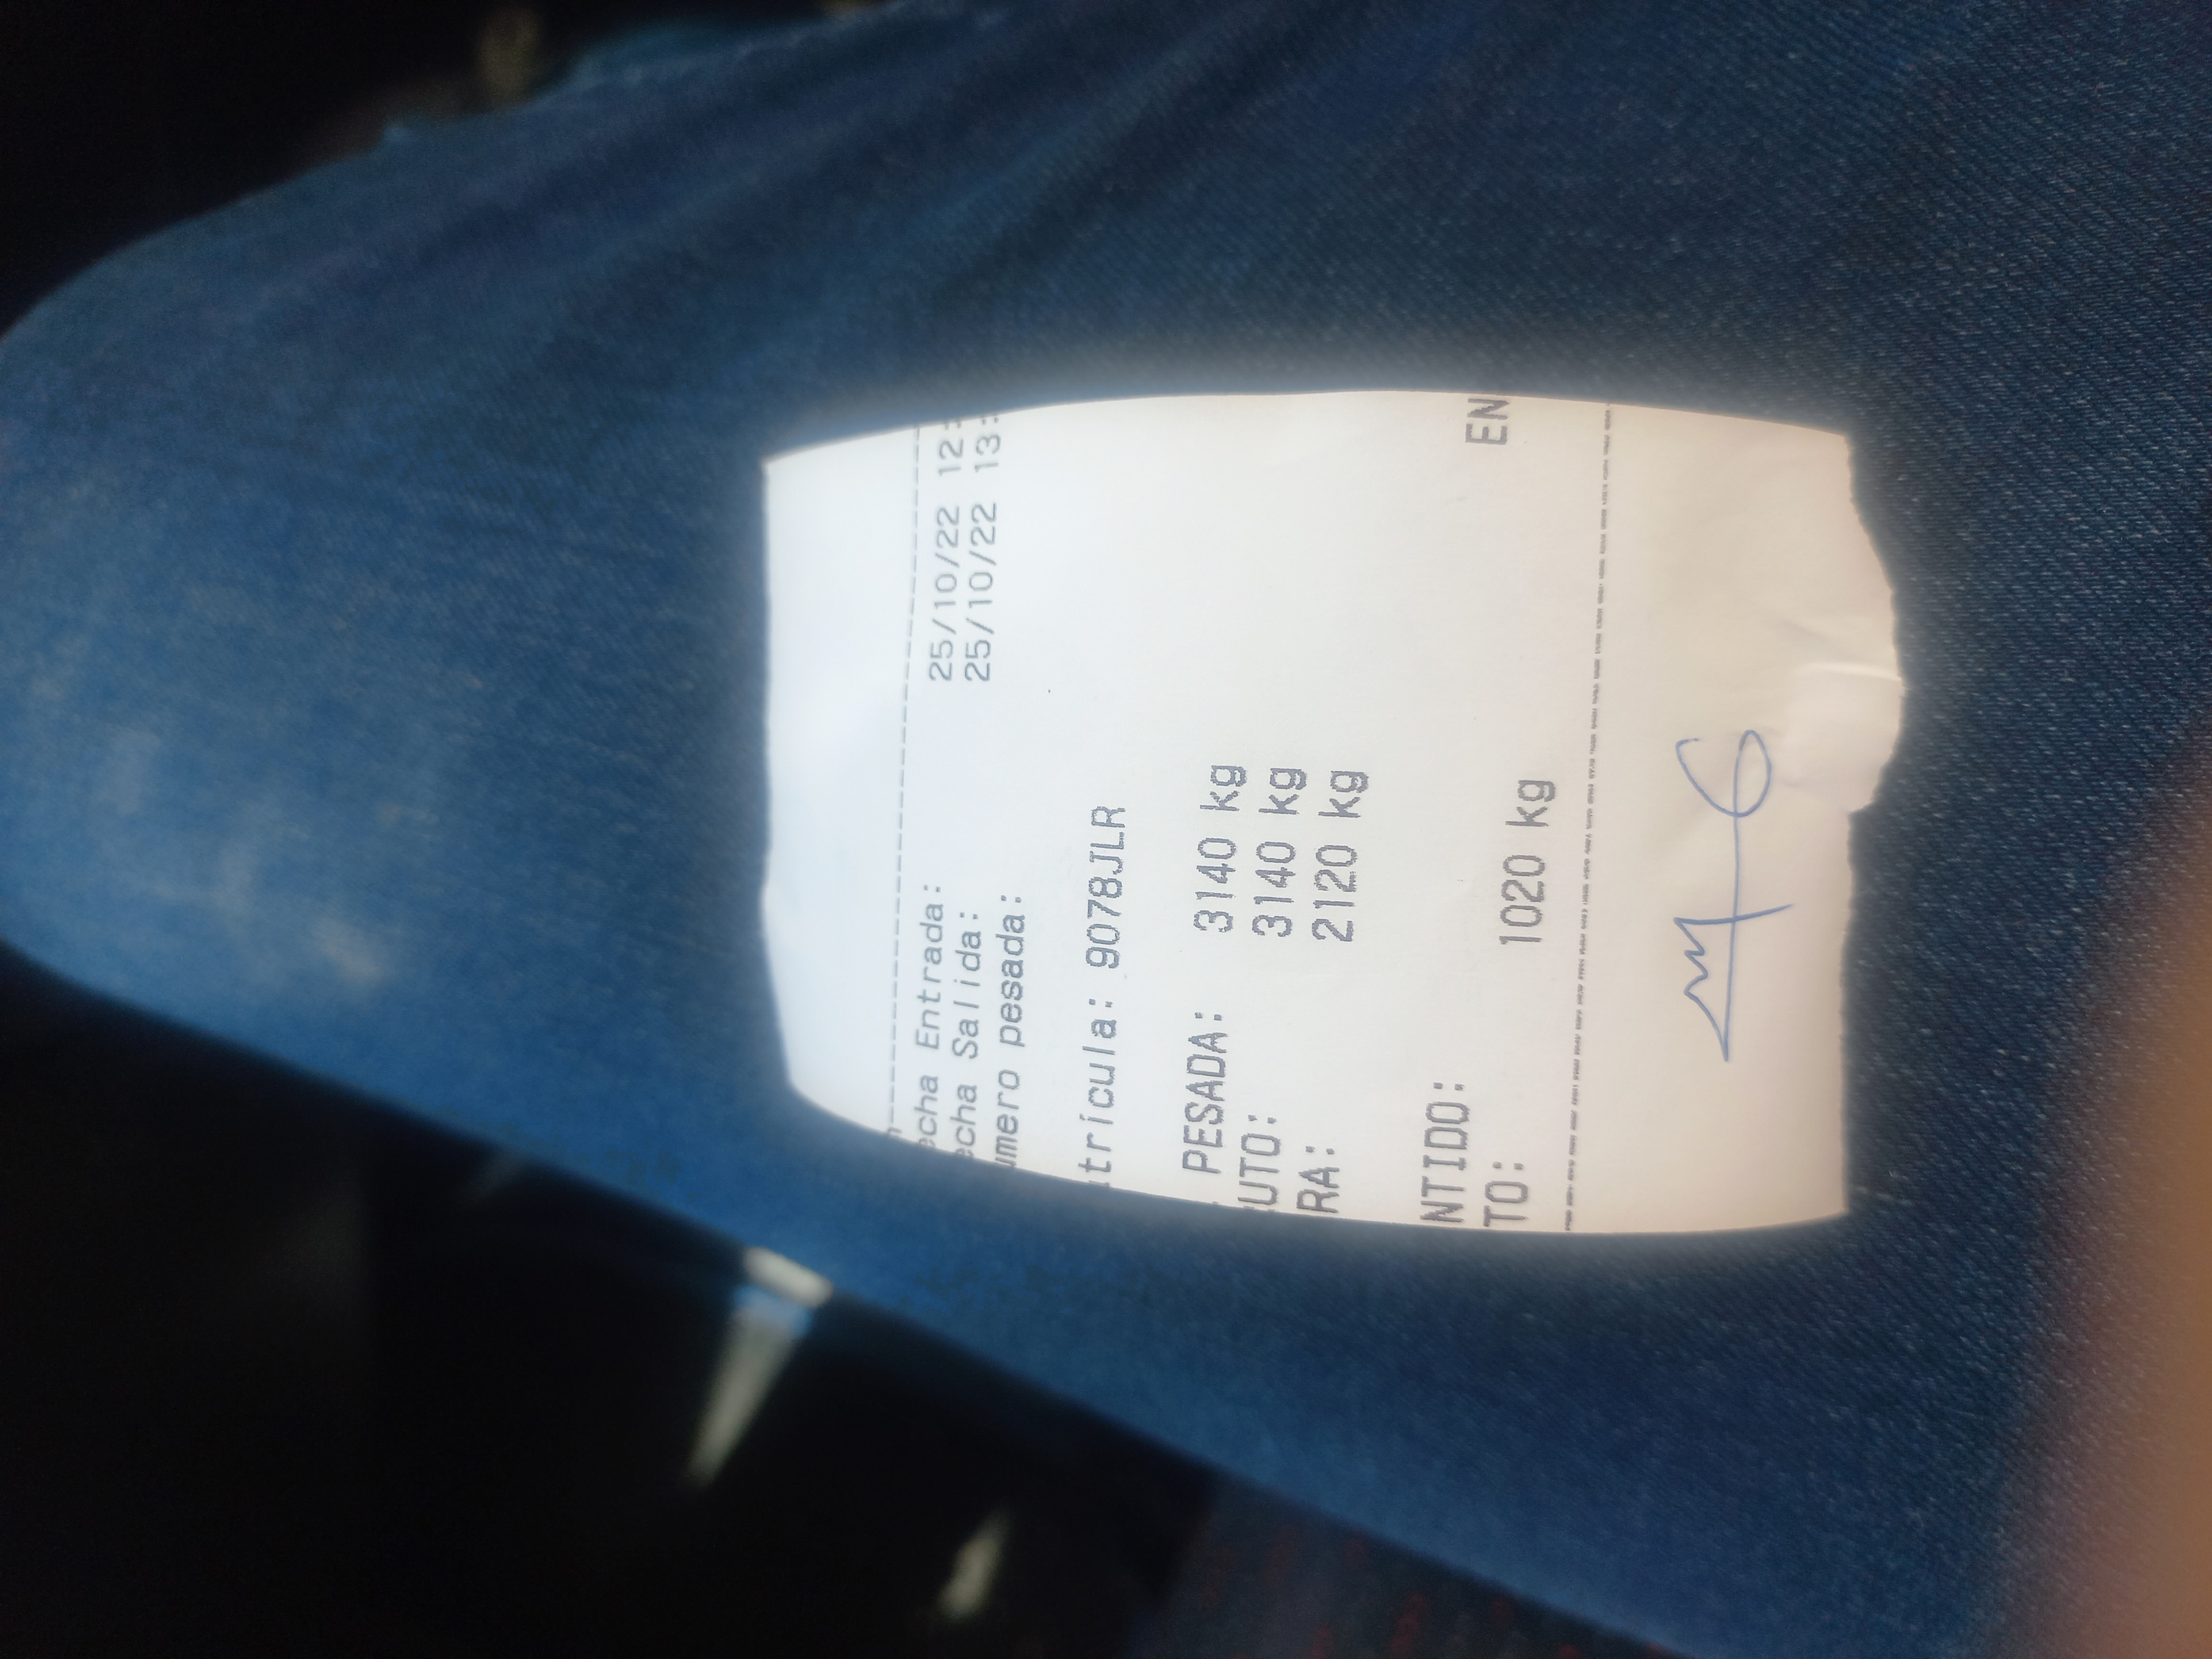 echa Entrada: 25/10/22 12:
echa Salida: 25/10/22 13:
umero pesada:
trícula: 9078JLR
PESADA: 3140 kg
UTO: 3140 kg
RA: 2120 kg
NTIDO: EN
TO: 1020 kg